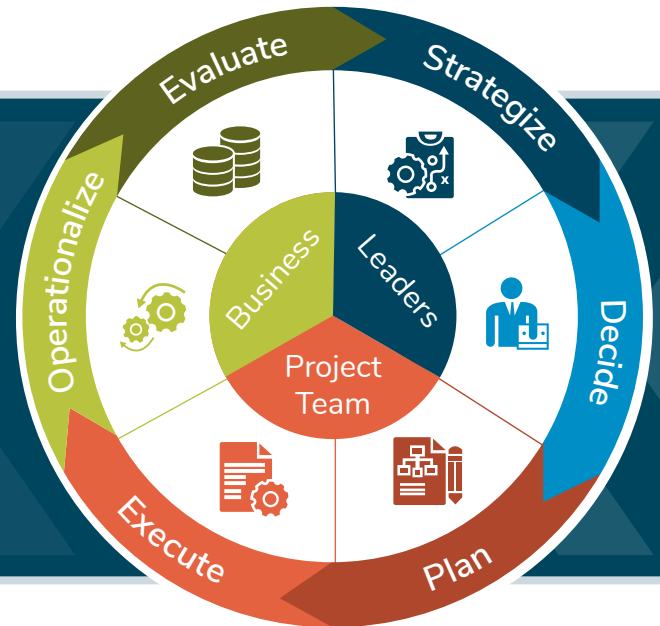 Evaluate
Strategize
Decide
Plan
Execute
Operationalize
Business
Leaders
Project
Team
x